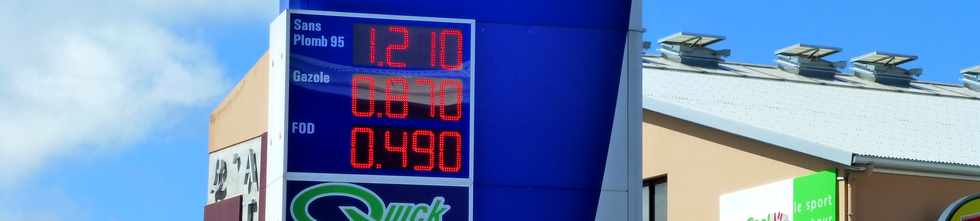 Sans
Plomb 95
1.210
Gazole
0.870
FOD
0.490
Quick
le sport